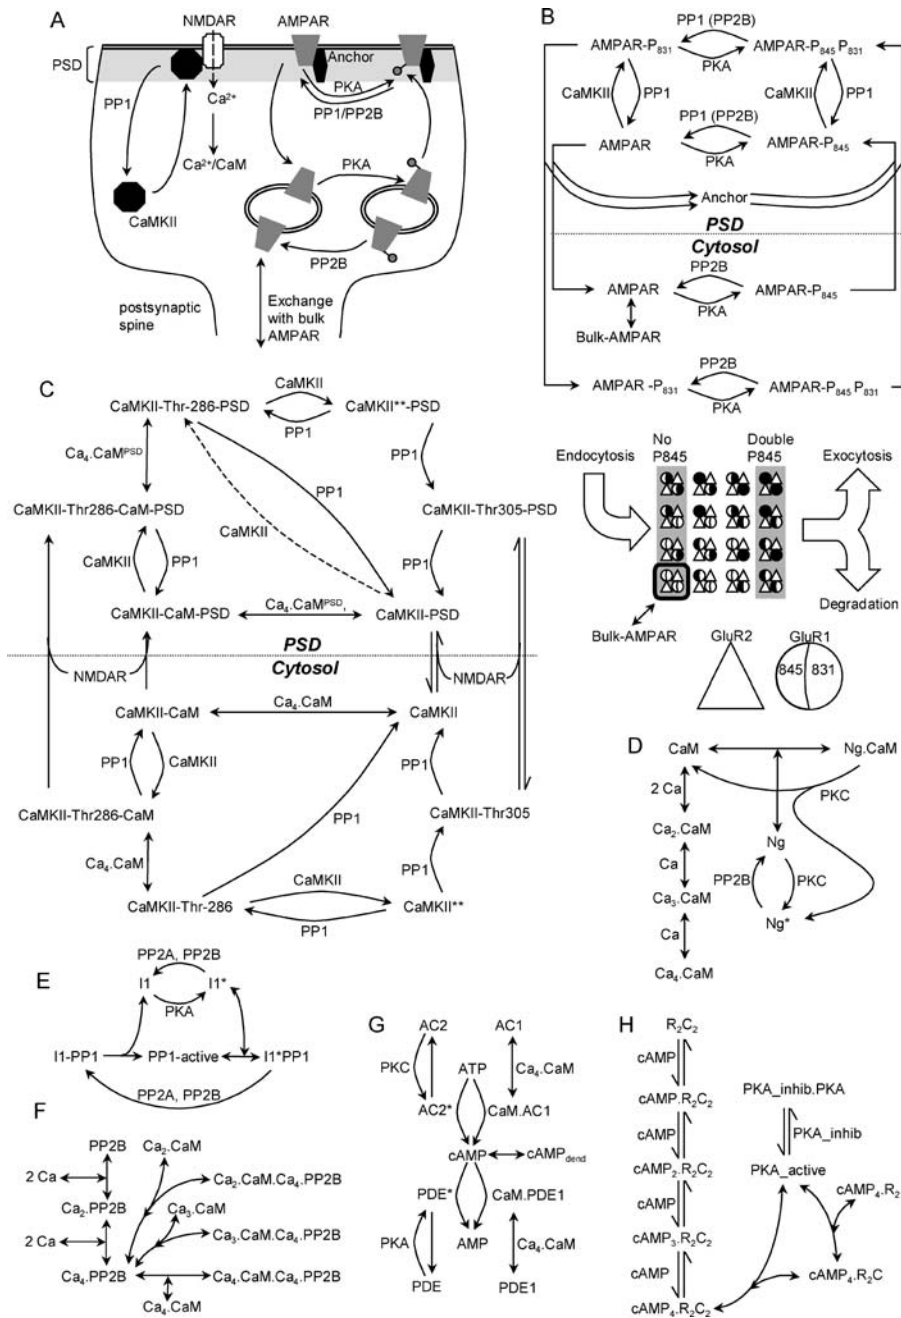 A
NMDAR
AMPAR
PSD
Anchor
PP1
Ca²⁺
PKA
PP1/PP2B
Ca²⁺/CaM
PKA
CaMKII
PP2B
postsynaptic
spine
Exchange
with bulk
AMPAR
B
PP1 (PP2B)
AMPAR-P₈₃₁
AMPAR-P₈₄₅P₈₃₁
PKA
CaMKII
PP1
CaMKII
PP1
PP1 (PP2B)
AMPAR
AMPAR-P₈₄₅
PKA
Anchor
PSD
Cytosol
PP2B
AMPAR
AMPAR-P₈₄₅
PKA
Bulk-AMPAR
PP2B
AMPAR -P₈₃₁
AMPAR-P₈₄₅P₈₃₁
PKA
No
P845
Double
P845
Endocytosis
Exocytosis
Degradation
Bulk-AMPAR
GluR2
GluR1
845
831
C
CaMKII
CaMKII-Thr-286-PSD
CaMKII**-PSD
PP1
Ca₄.CaMᴾˢᴰ
PP1
PP1
CaMKII
CaMKII-Thr286-CaM-PSD
CaMKII-Thr305-PSD
CaMKII
PP1
PP1
CaMKII-CaM-PSD
Ca₄.CaMᴾˢᴰ,
CaMKII-PSD
PSD
Cytosol
NMDAR
NMDAR
CaMKII-CaM
Ca₄.CaM
CaMKII
PP1
CaMKII
PP1
CaMKII-Thr286-CaM
CaMKII-Thr305
PP1
Ca₄.CaM
PP1
CaMKII
CaMKII-Thr-286
CaMKII**
PP1
D
CaM
Ng.CaM
2 Ca
PKC
Ca₂.CaM
Ng
Ca
PP2B
PKC
Ca₃.CaM
Ng*
Ca
Ca₄.CaM
E
PP2A, PP2B
I1
I1*
PKA
I1-PP1
PP1-active
I1*PP1
PP2A, PP2B
F
PP2B
Ca₂.CaM
2 Ca
Ca₂.CaM.Ca₄.PP2B
Ca₂.PP2B
Ca₃.CaM
2 Ca
Ca₃.CaM.Ca₄.PP2B
Ca₄.PP2B
Ca₄.CaM.Ca₄.PP2B
Ca₄.CaM
G
AC2
AC1
PKC
ATP
Ca₄.CaM
AC2*
CaM.AC1
cAMP
cAMP_dend
PDE*
CaM.PDE1
PKA
AMP
Ca₄.CaM
PDE
PDE1
H
R₂C₂
cAMP
cAMP.R₂C₂
PKA_inhib.PKA
cAMP
PKA_inhib
cAMP₂.R₂C₂
PKA_active
cAMP
cAMP₄.R₂
cAMP₃.R₂C₂
cAMP
cAMP₄.R₂C
cAMP₄.R₂C₂